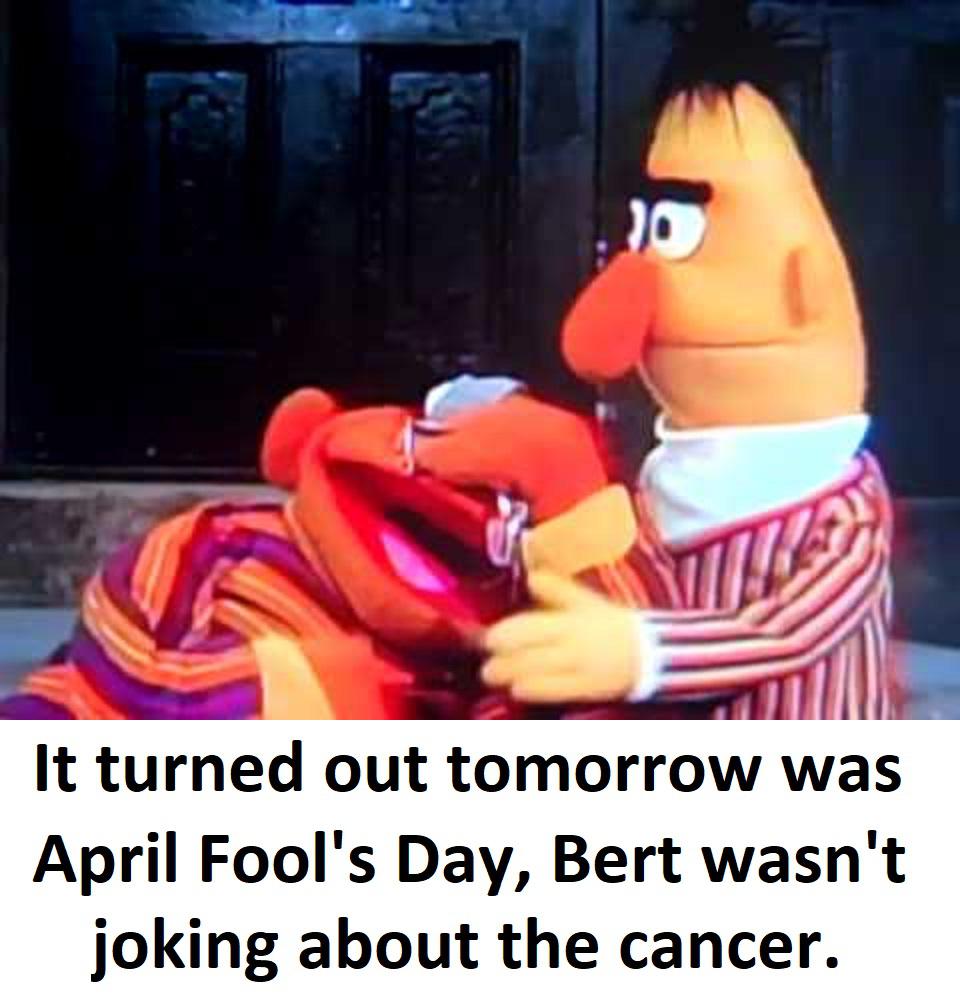 It turned out tomorrow was
April Fool's Day, Bert wasn't
joking about the cancer.